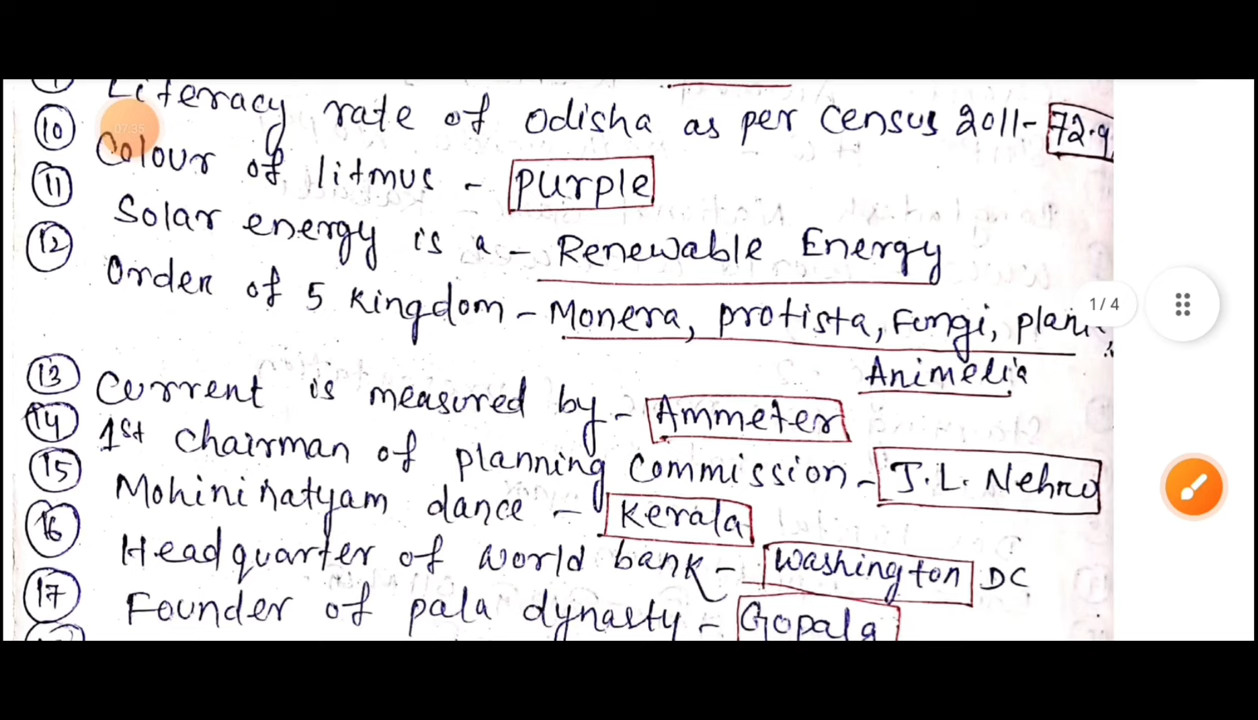 Literacy rate of Odisha as per Census 2011- 72.9
07:35
10
Colour of litmus - Purple
11
Solar energy is a - Renewable Energy
12
Order of 5 Kingdom - Monera, protista, Fungi, plan
1/4
Animelia
13 Current is measured by - Ammeter
14 1st Chairman of planning Commission - J.L. Nehru
15 Mohini natyam dance - Kerala
16 Headquarter of world bank - Washington DC
17 Founder of pala dynasty - Gopala